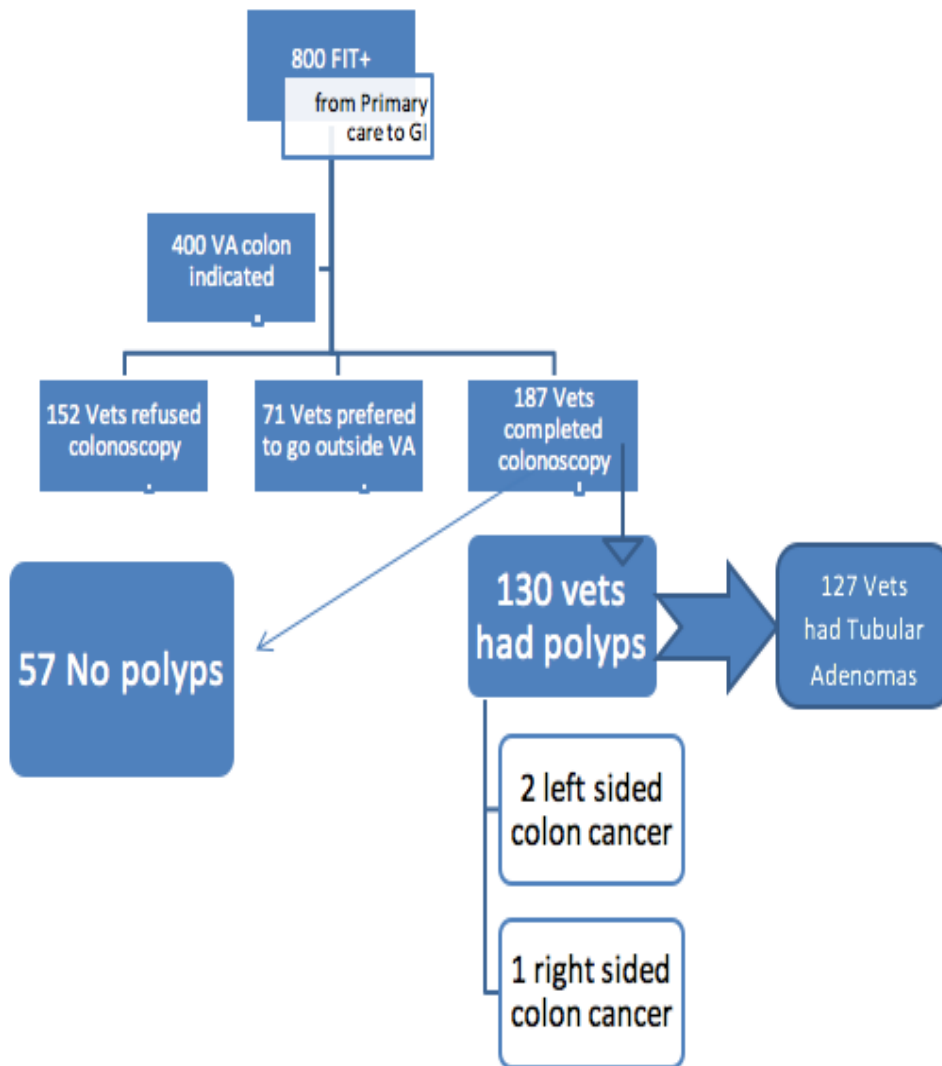 800 FIT+
from Primary
care to GI
400 VA colon
indicated
152 Vets refused
colonoscopy
71 Vets prefered
to go outside VA
187 Vets
completed
colonoscopy
57 No polyps
130 vets
had polyps
127 Vets
had Tubular
Adenomas
2 left sided
colon cancer
1 right sided
colon cancer